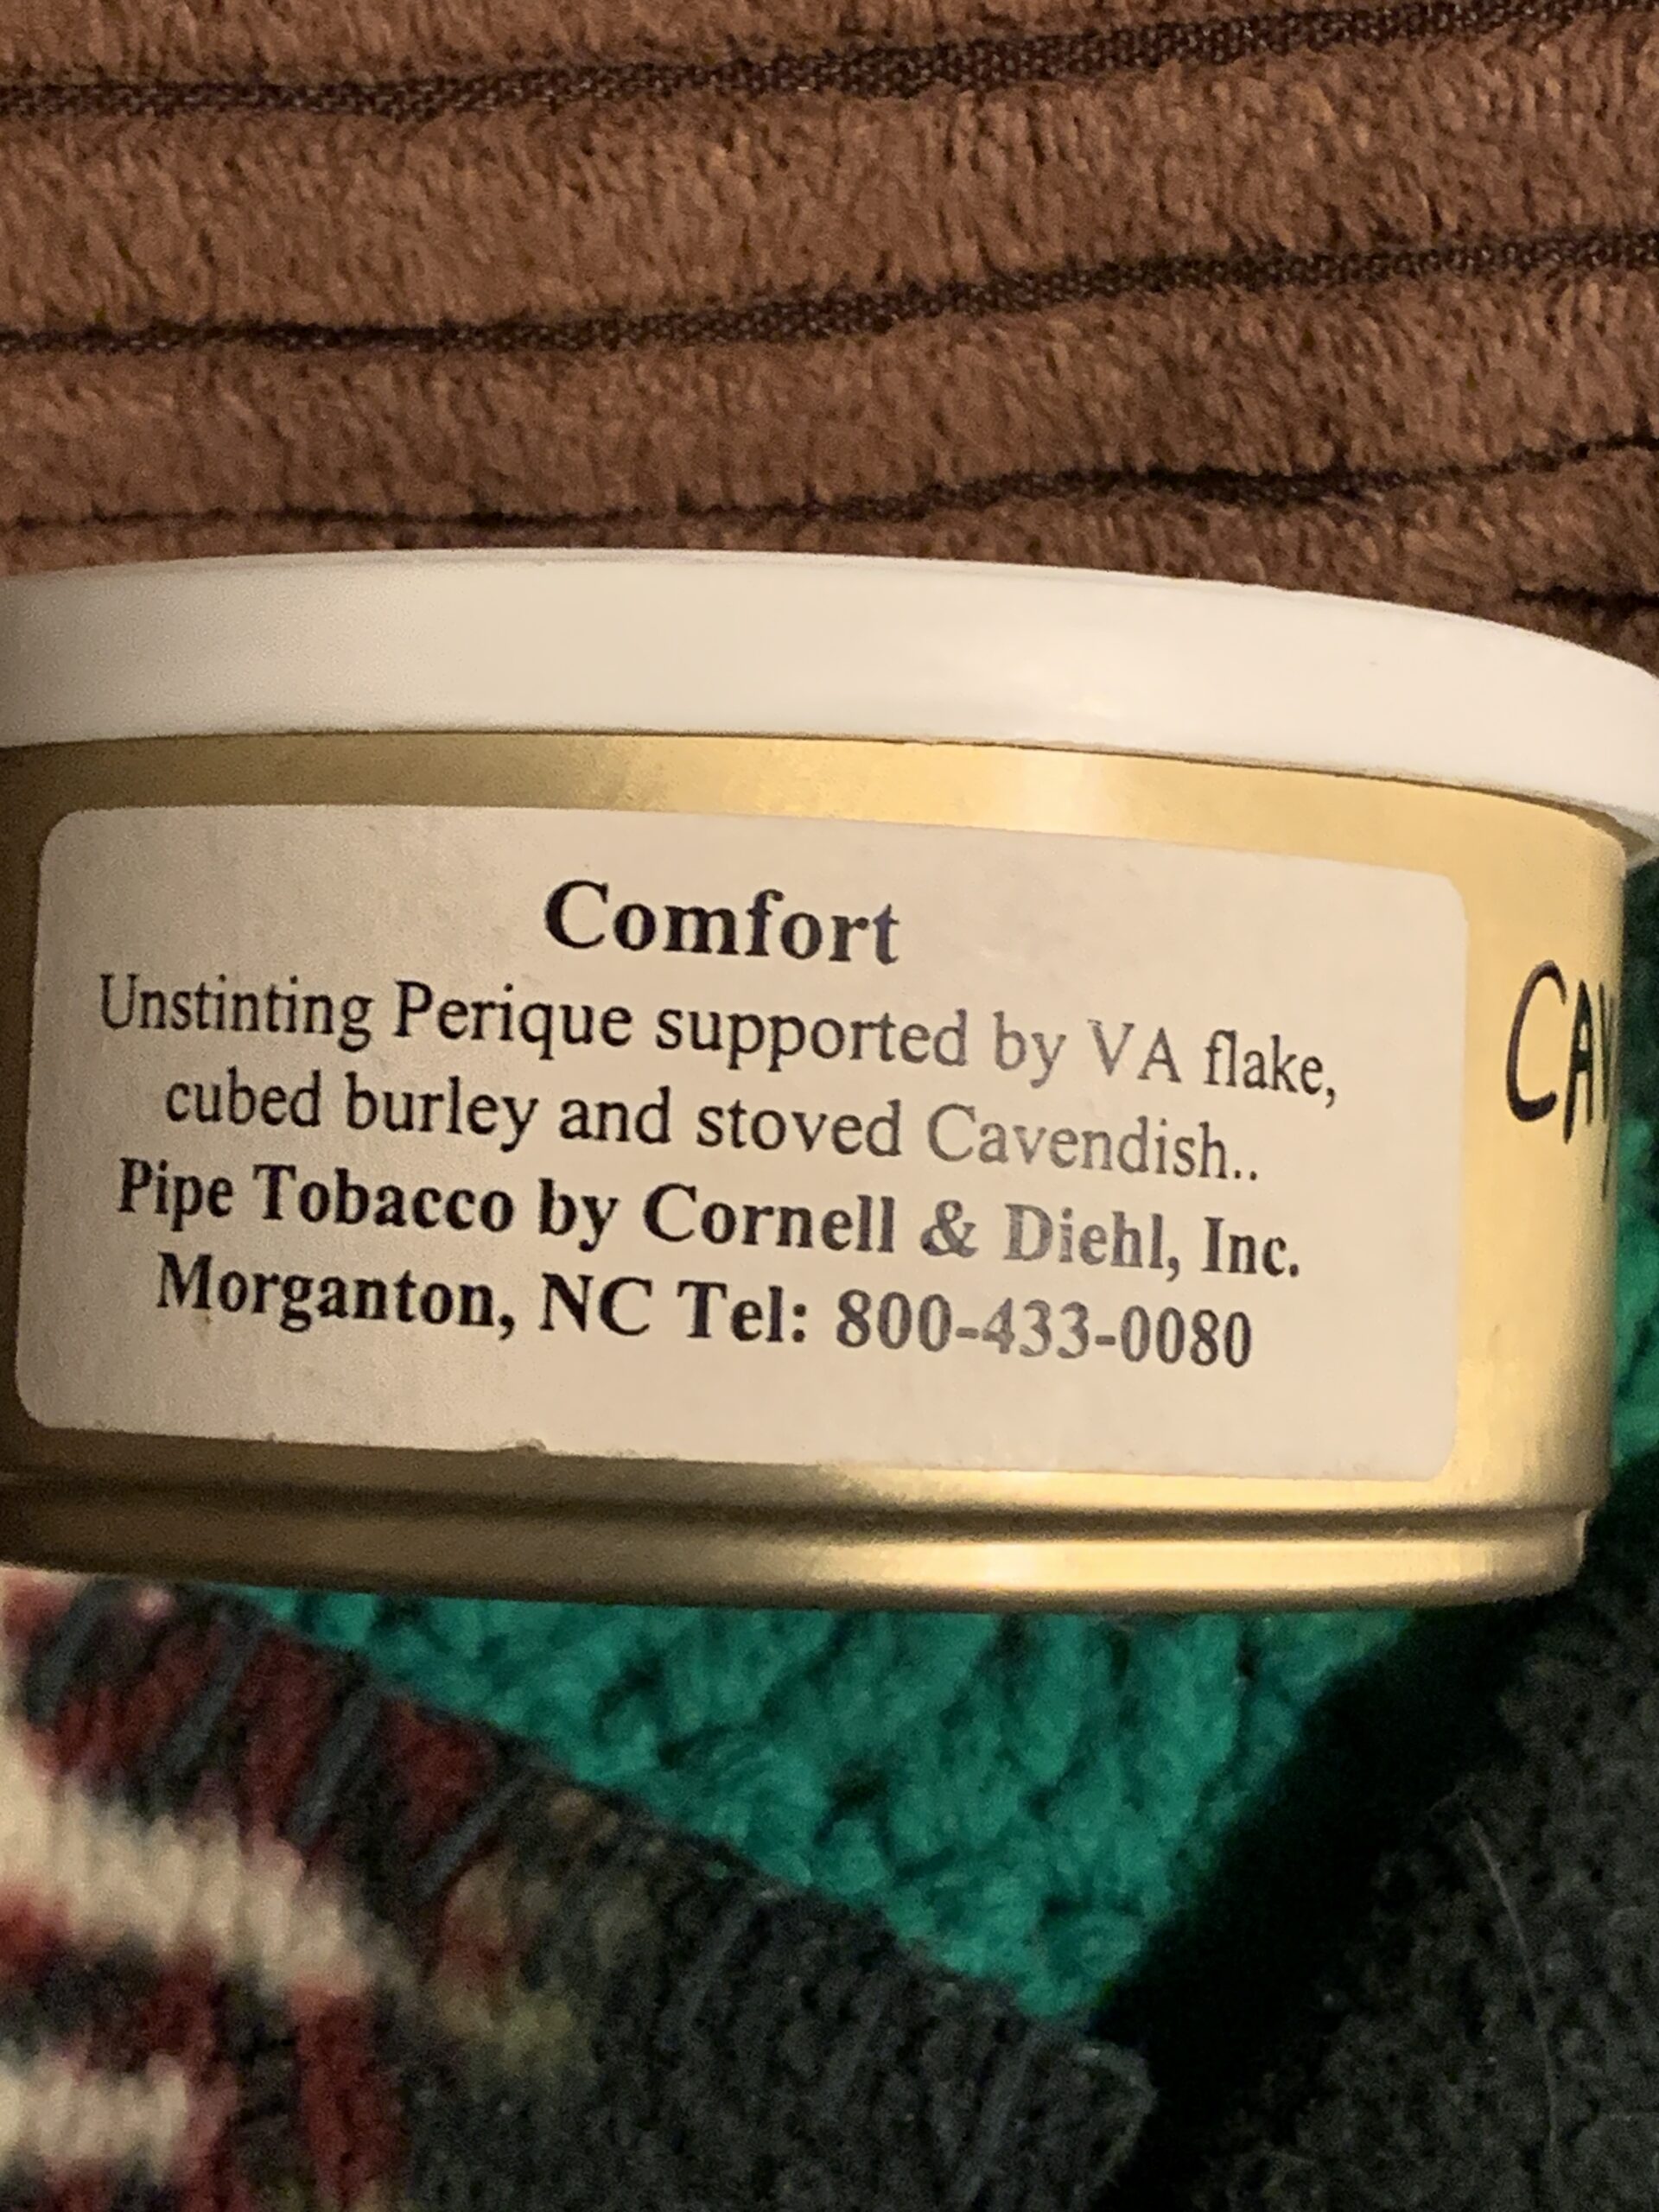 Comfort
Unstinting Perique supported by VA flake,
cubed burley and stoved Cavendish..
Pipe Tobacco by Cornell & Diehl, Inc.
Morganton, NC Tel: 800-433-0080